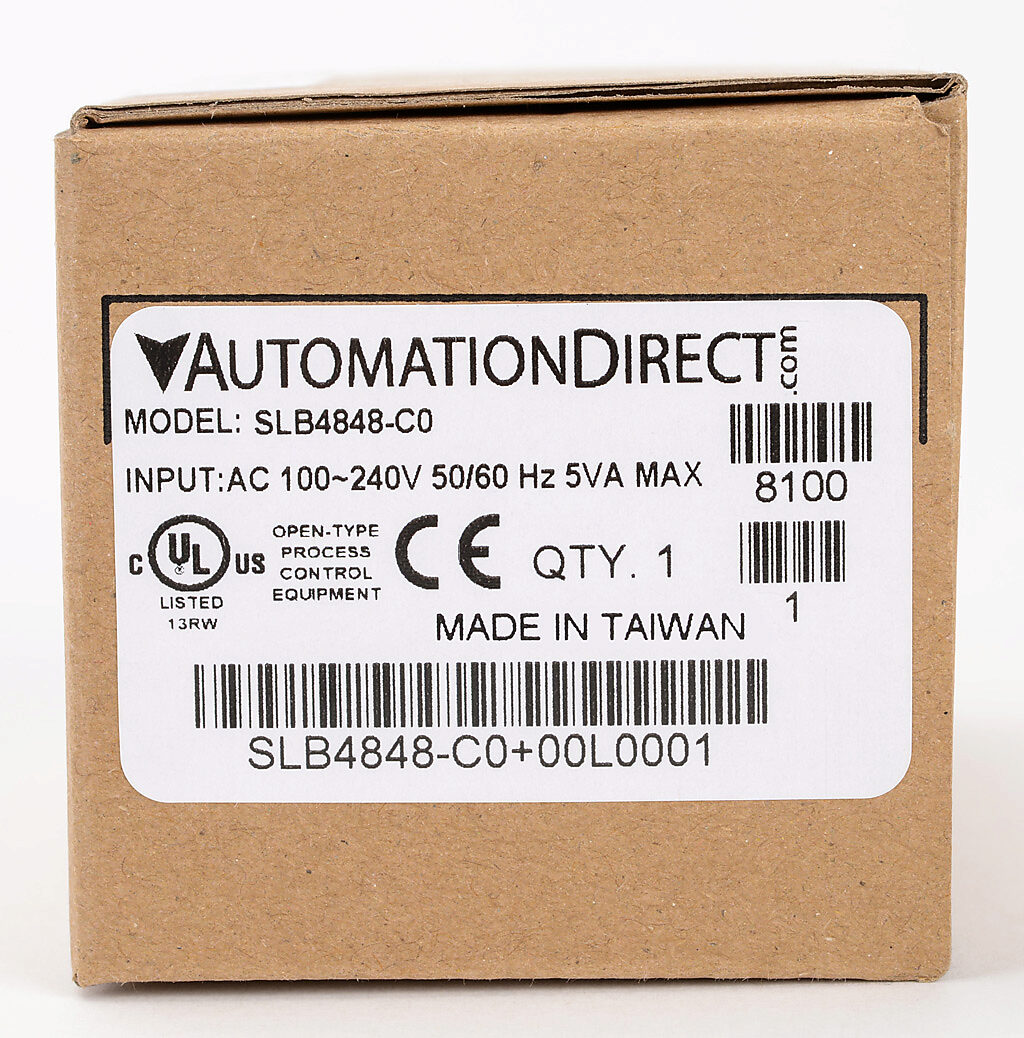 AUTOMATIONDIRECT.com
MODEL: SLB4848-C0
INPUT:AC 100~240V 50/60 Hz 5VA MAX
8100
C UL US
LISTED
13RW
OPEN-TYPE
PROCESS
CONTROL
EQUIPMENT
CE
QTY. 1
1
MADE IN TAIWAN
SLB4848-C0+00L0001